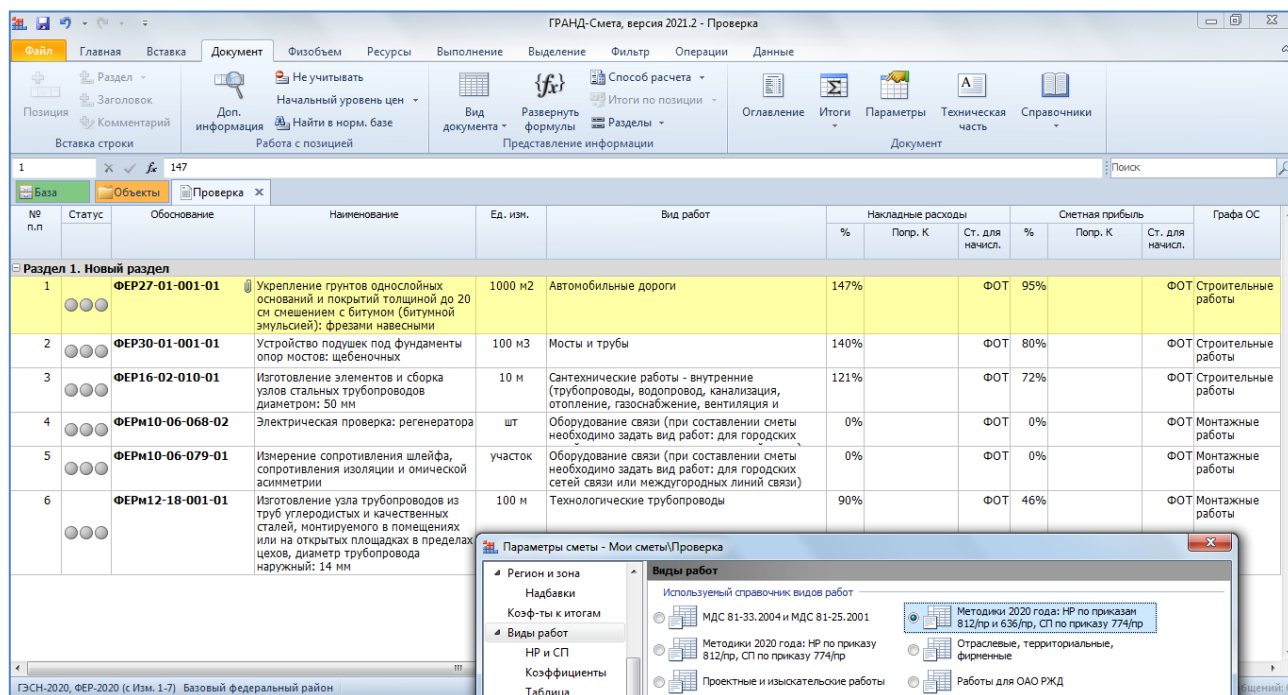 ГРАНД-Смета, версия 2021.2 - Проверка
Файл Главная Вставка Документ Физобъем Ресурсы Выполнение Выделение Фильтр Операции Данные
Позиция
Раздел
Заголовок
Комментарий
Вставка строки
Доп. информация
Не учитывать
Начальный уровень цен
Найти в норм. базе
Работа с позицией
Вид документа
Развернуть формулы
Способ расчета
Итоги по позиции
Разделы
Представление информации
Оглавление
Итоги
Параметры
Техническая часть
Справочники
Документ
1 fx 147 Поиск
База Объекты Проверка
№ п.п Статус Обоснование Наименование Ед. изм. Вид работ Накладные расходы Сметная прибыль Графа ОС
% Попр. К Ст. для начисл. % Попр. К Ст. для начисл.
Раздел 1. Новый раздел
1 ФЕР27-01-001-01 Укрепление грунтов однослойных 1000 м2 Автомобильные дороги 147% ФОТ 95% ФОТ Строительные
оснований и покрытий толщиной до 20 работы
см смешением с битумом (битумной
эмульсией): фрезами навесными
2 ФЕР30-01-001-01 Устройство подушек под фундаменты 100 м3 Мосты и трубы 140% ФОТ 80% ФОТ Строительные
опор мостов: щебеночных работы
3 ФЕР16-02-010-01 Изготовление элементов и сборка 10 м Сантехнические работы - внутренние 121% ФОТ 72% ФОТ Строительные
узлов стальных трубопроводов (трубопроводы, водопровод, канализация, работы
диаметром: 50 мм отопление, газоснабжение, вентиляция и
4 ФЕРм10-06-068-02 Электрическая проверка: регенератора шт Оборудование связи (при составлении сметы 0% ФОТ 0% ФОТ Монтажные
необходимо задать вид работ: для городских работы
5 ФЕРм10-06-079-01 Измерение сопротивления шлейфа, участок Оборудование связи (при составлении сметы 0% ФОТ 0% ФОТ Монтажные
сопротивления изоляции и омической необходимо задать вид работ: для городских работы
асимметрии сетей связи или междугородных линий связи)
6 ФЕРм12-18-001-01 Изготовление узла трубопроводов из 100 м Технологические трубопроводы 90% ФОТ 46% ФОТ Монтажные
труб углеродистых и качественных работы
сталей, монтируемого в помещениях
или на открытых площадках в пределах
цехов, диаметр трубопровода
наружный: 14 мм
Параметры сметы - Мои сметы\Проверка
Регион и зона
Надбавки
Коэф-ты к итогам
Виды работ
НР и СП
Коэффициенты
Таблица
Виды работ
Используемый справочник видов работ
МДС 81-33.2004 и МДС 81-25.2001
Методики 2020 года: НР по приказам
812/пр и 636/пр, СП по приказу 774/пр
Методики 2020 года: НР по приказу
812/пр, СП по приказу 774/пр
Отраслевые, территориальные,
фирменные
Проектные и изыскательские работы
Работы для ОАО РЖД
ГЭСН-2020, ФЕР-2020 (с Изм. 1-7) Базовый федеральный район